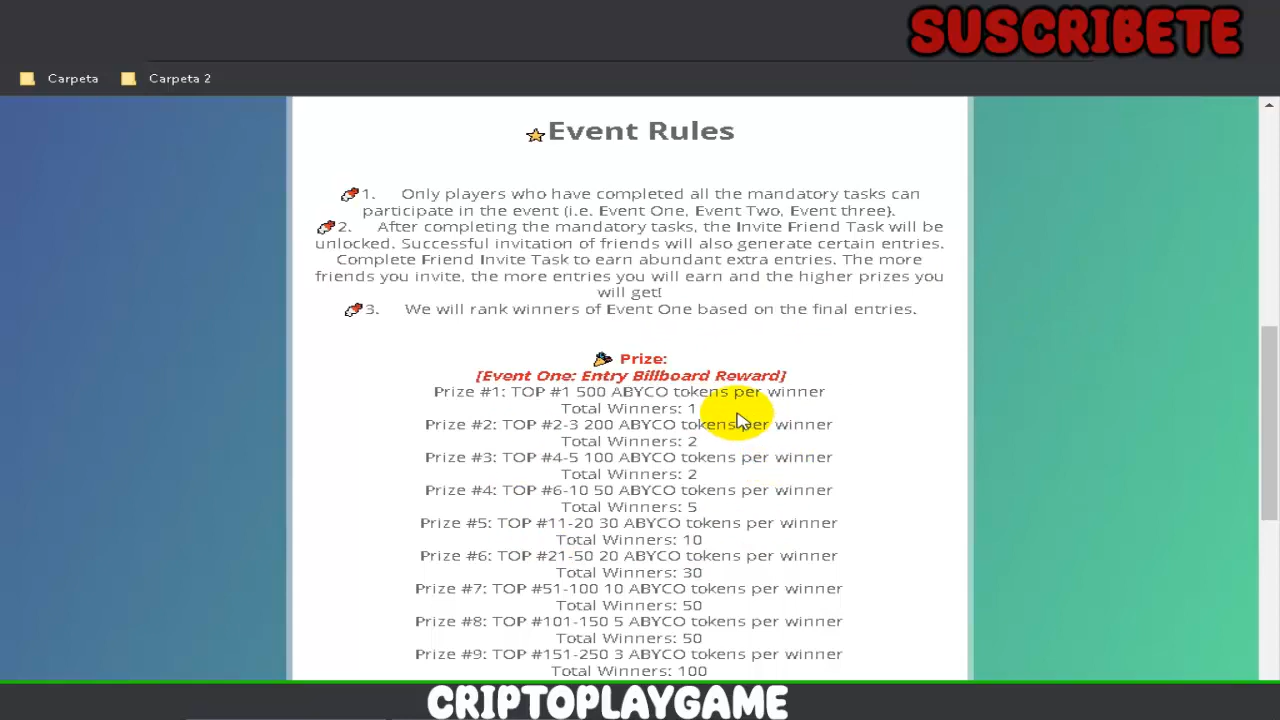 SUSCRIBETE
Carpeta
Carpeta 2
Event Rules
1. Only players who have completed all the mandatory tasks can
participate in the event (i.e. Event One, Event Two, Event three}.
2. After completing the mandatory tasks, the Invite Friend Task will be
unlocked. Successful invitation of friends will also generate certain entries.
Complete Friend Invite Task to earn abundant extra entries. The more
friends you invite, the more entries you will earn and the higher prizes you
will get!
3. We will rank winners of Event One based on the final entries.
Prize:
[Event One: Entry Billboard Reward]
Prize #1: TOP #1 500 ABYCO tokens per winner
Total Winners: 1
Prize #2: TOP #2-3 200 ABYCO tokens per winner
Total Winners: 2
Prize #3: TOP #4-5 100 ABYCO tokens per winner
Total Winners: 2
Prize #4: TOP #6-10 50 ABYCO tokens per winner
Total Winners: 5
Prize #5: TOP #11-20 30 ABYCO tokens per winner
Total Winners: 10
Prize #6: TOP #21-50 20 ABYCO tokens per winner
Total Winners: 30
Prize #7: TOP #51-100 10 ABYCO tokens per winner
Total Winners: 50
Prize #8: TOP #101-150 5 ABYCO tokens per winner
Total Winners: 50
Prize #9: TOP #151-250 3 ABYCO tokens per winner
Total Winners: 100
CRIPTOPLAYGAME